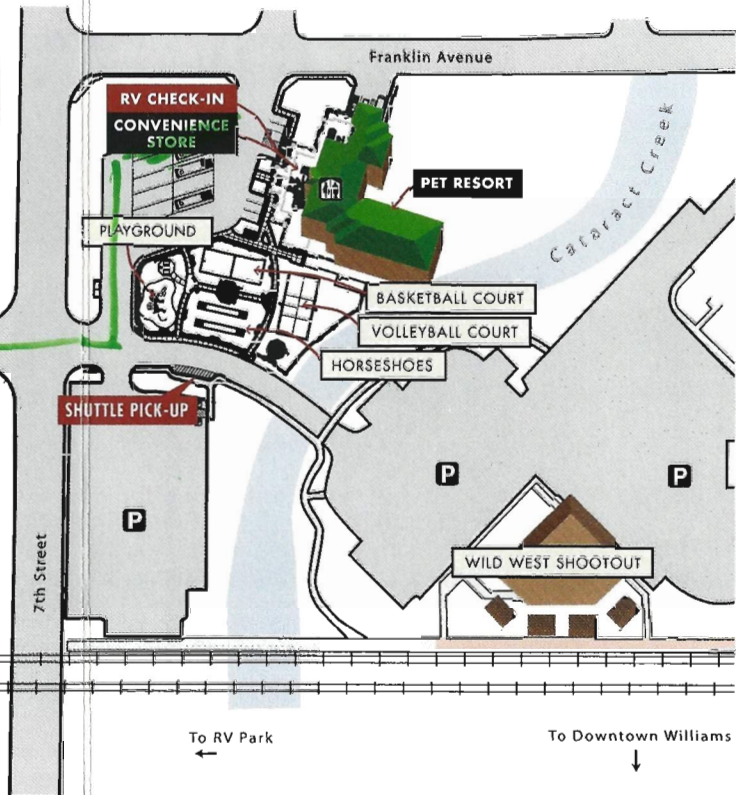 Franklin Avenue
RV CHECK-IN
CONVENIENCE
STORE
PET RESORT
Cataract Creek
PLAYGROUND
BASKETBALL COURT
VOLLEYBALL COURT
HORSESHOES
SHUTTLE PICK-UP
P
P
P
WILD WEST SHOOTOUT
7th Street
To RV Park
To Downtown Williams